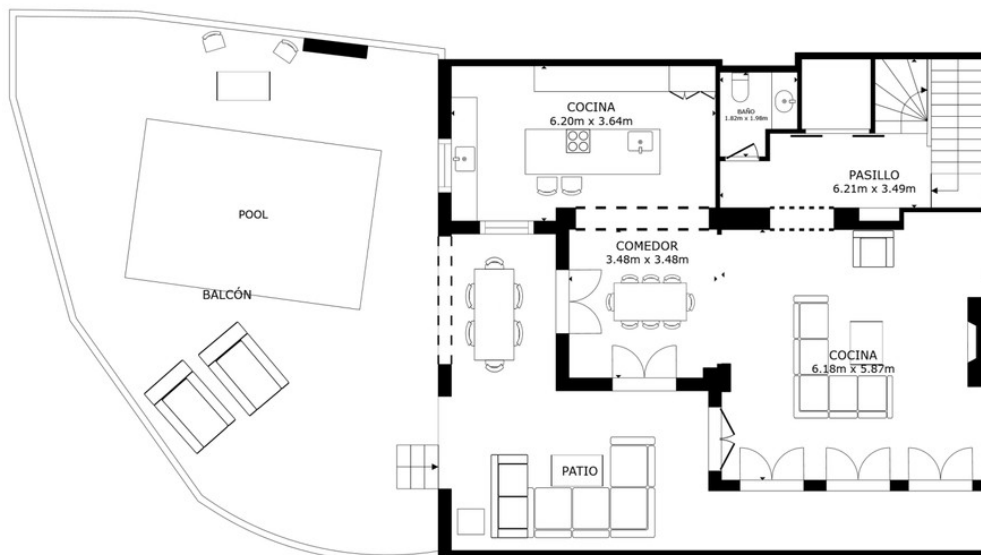 COCINA
6.20m x 3.64m
BAÑO
1.82m x 1.98m
PASILLO
6.21m x 3.49m
POOL
BALCÓN
COMEDOR
3.48m x 3.48m
COCINA
6.18m x 5.87m
PATIO